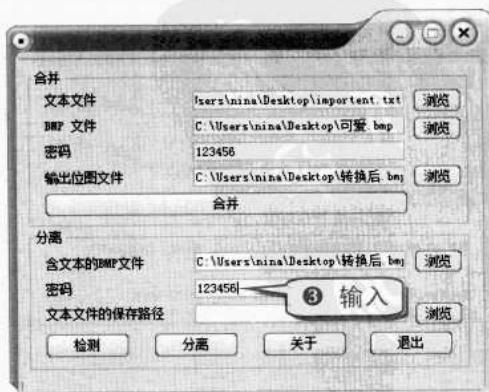 合并
文本文件 Jsers\nina\Desktop\importent.txt 浏览
BMP 文件 C:\Users\nina\Desktop\可爱.bmp 浏览
密码 123456
输出位图文件 C:\Users\nina\Desktop\转换后.bmp 浏览
合并
分离
含文本的BMP文件 C:\Users\nina\Desktop\转换后.bmp 浏览
密码 123456 ❸ 输入
文本文件的保存路径 浏览
检测 分离 关于 退出